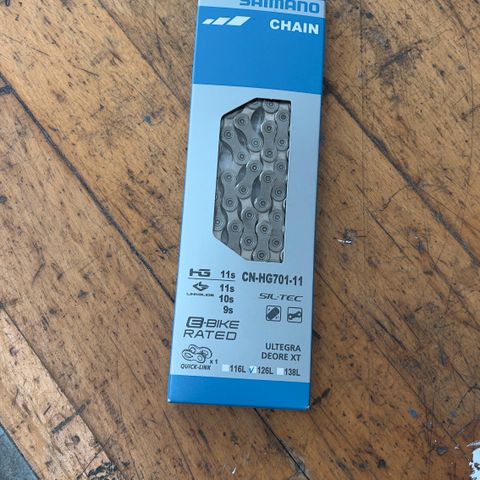 SHIMANO
CHAIN
HG 11s CN-HG701-11
LINKGLIDE 11s
10s SIL-TEC
9s
E-BIKE
RATED
ULTEGRA
DEORE XT
x1
QUICK-LINK 116L 126L 138L